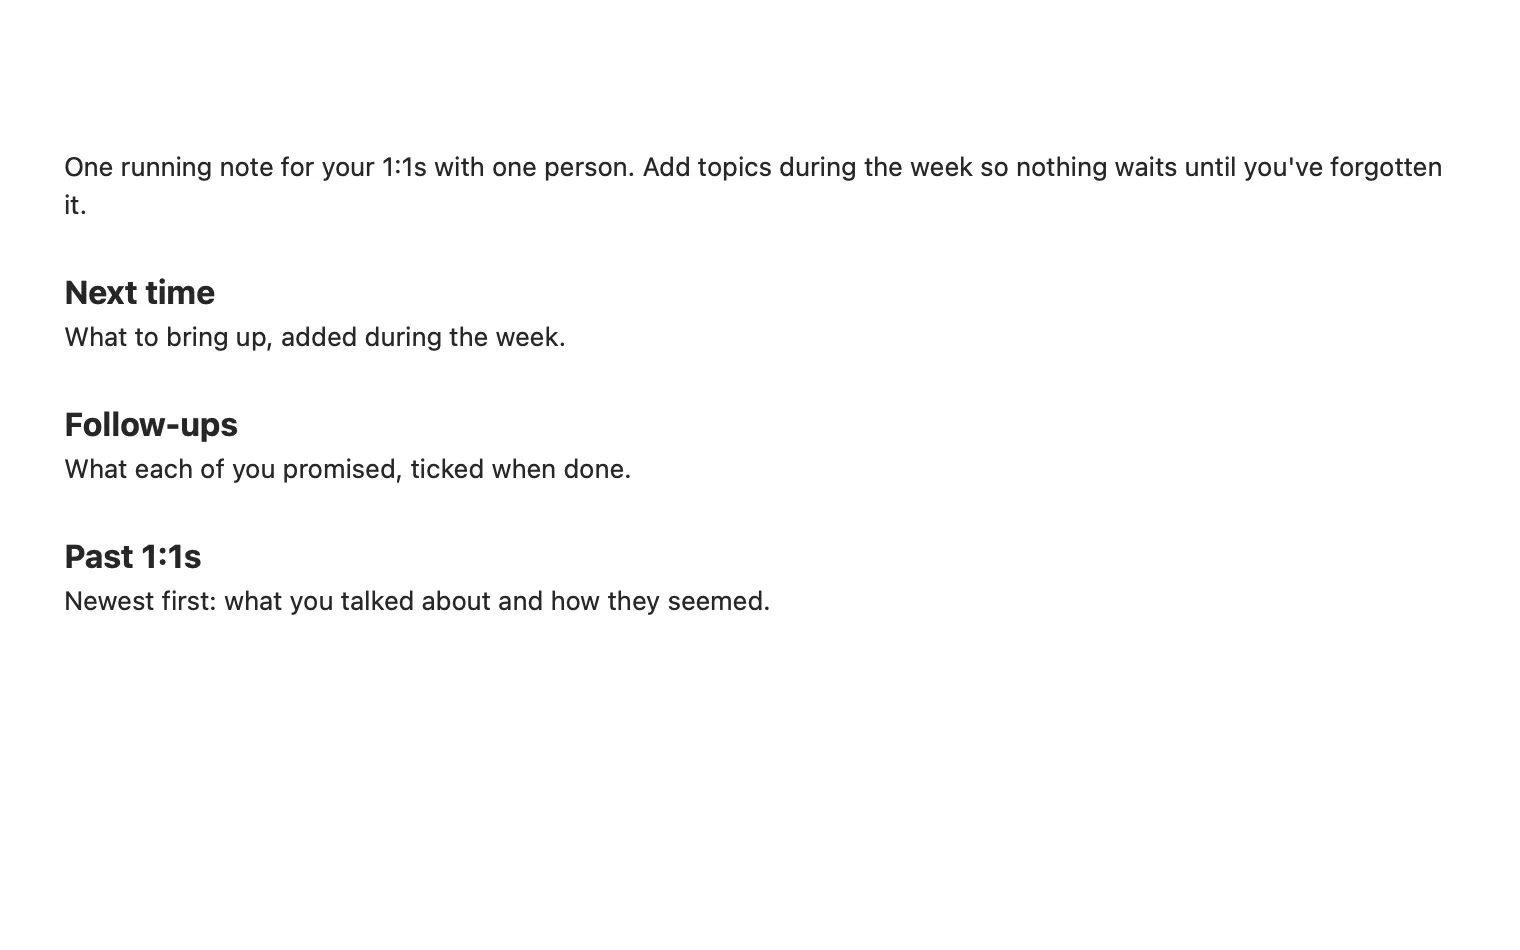 One running note for your 1:1s with one person. Add topics during the week so nothing waits until you've forgotten
it.
Next time
What to bring up, added during the week.
Follow-ups
What each of you promised, ticked when done.
Past 1:1s
Newest first: what you talked about and how they seemed.